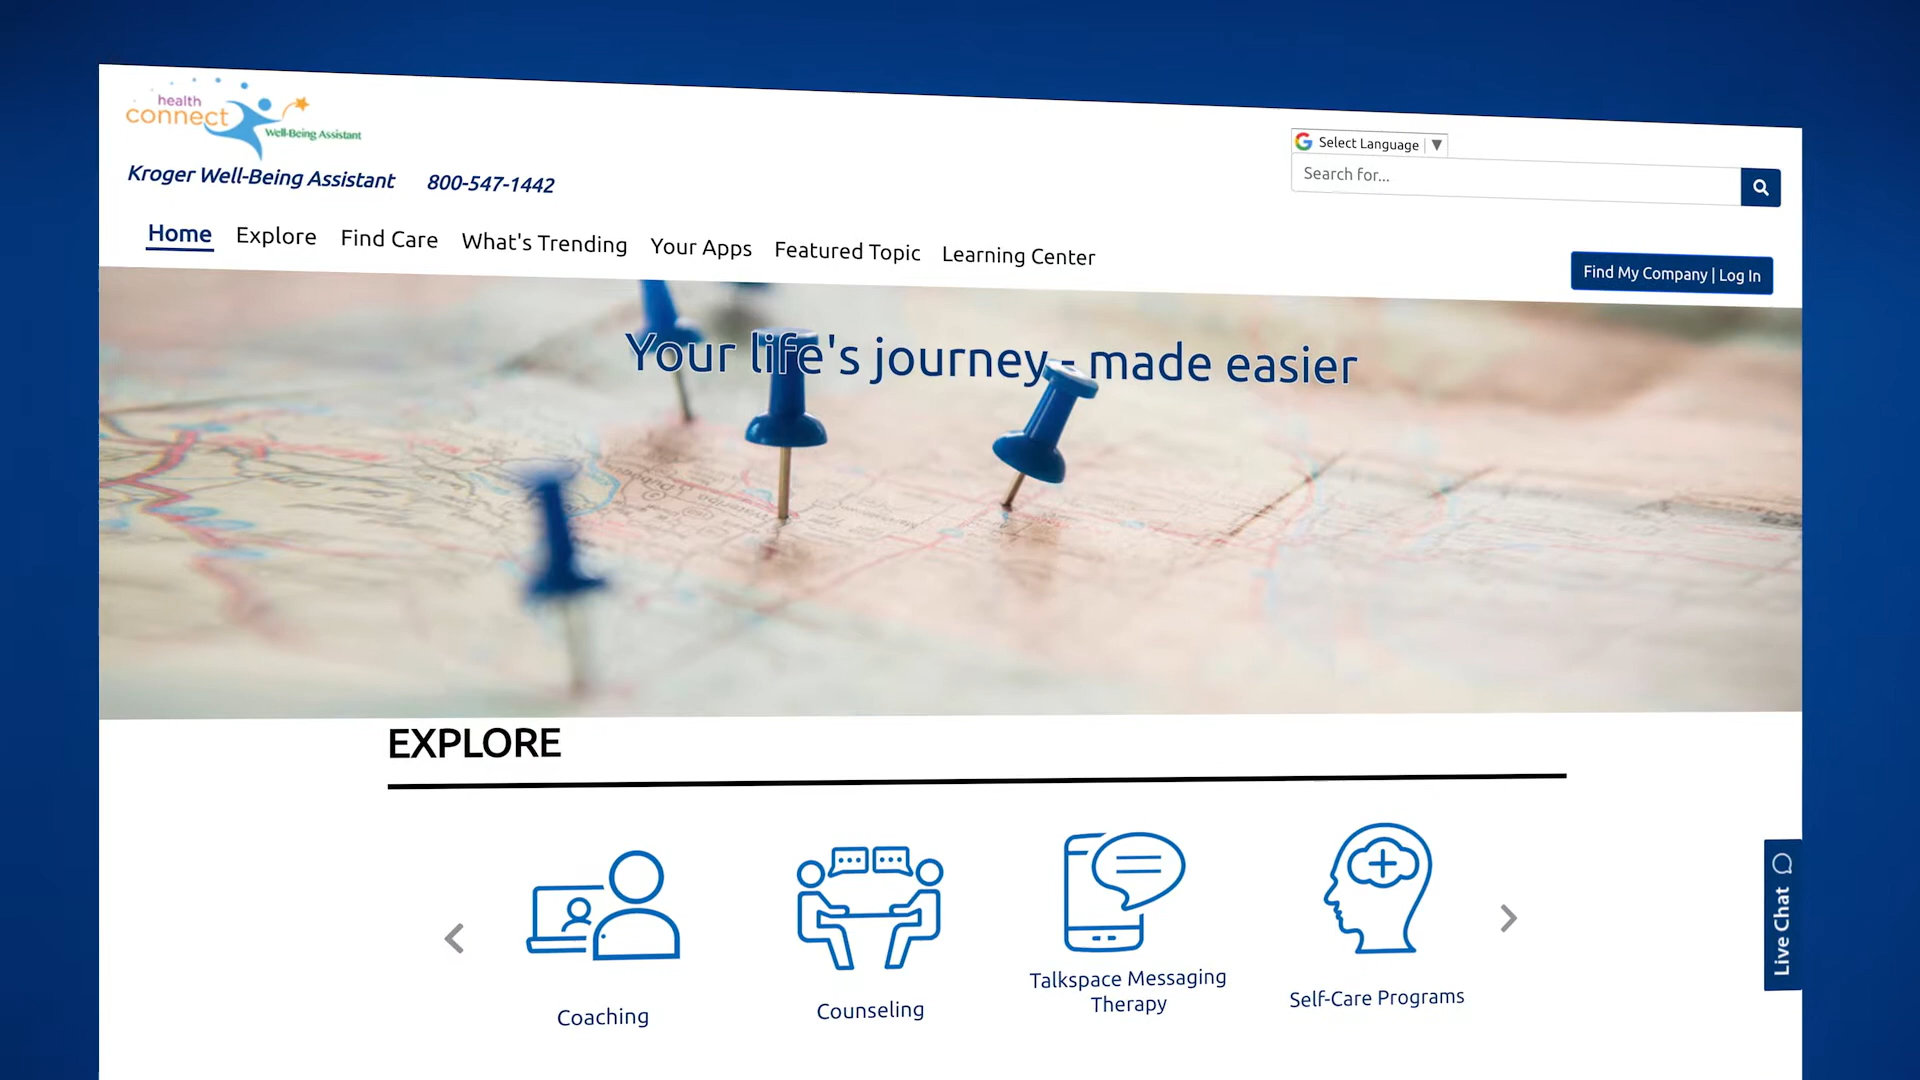 health
connect
Well-Being Assistant
Kroger Well-Being Assistant 800-547-1442
Select Language ▼
Search for...
Home Explore Find Care What's Trending Your Apps Featured Topic Learning Center
Find My Company | Log In
Your life's journey - made easier
EXPLORE
Coaching
Counseling
Talkspace Messaging
Therapy
Self-Care Programs
Live Chat